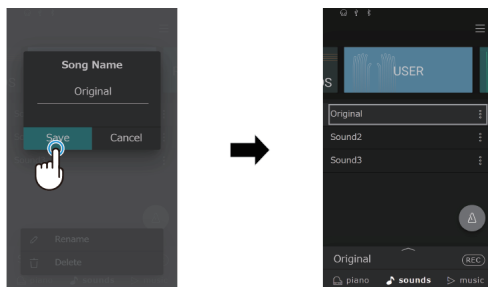 Song Name
Original
Save Cancel
Rename
Delete
S
USER
Original
Sound2
Sound3
Original REC
piano sounds music